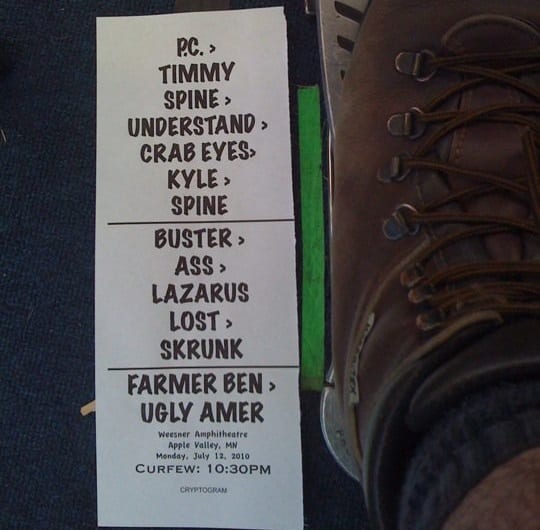 P.C. >
TIMMY
SPINE >
UNDERSTAND >
CRAB EYES>
KYLE >
SPINE
BUSTER >
ASS >
LAZARUS
LOST >
SKRUNK
FARMER BEN >
UGLY AMER
Weesner Amphitheatre
Apple Valley, MN
Monday, July 12, 2010
CURFEW: 10:30PM
CRYPTOGRAM